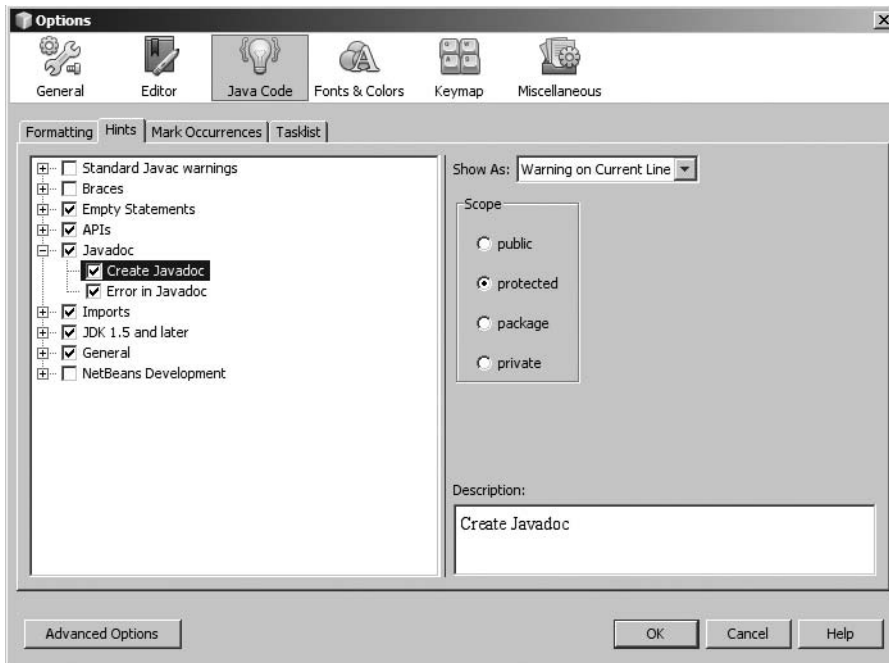 Options
General
Editor
Java Code
Fonts & Colors
Keymap
Miscellaneous
Formatting
Hints
Mark Occurrences
Tasklist
Standard Javac warnings
Braces
Empty Statements
APIs
Javadoc
Create Javadoc
Error in Javadoc
Imports
JDK 1.5 and later
General
NetBeans Development
Show As: Warning on Current Line
Scope
public
protected
package
private
Description:
Create Javadoc
Advanced Options
OK
Cancel
Help